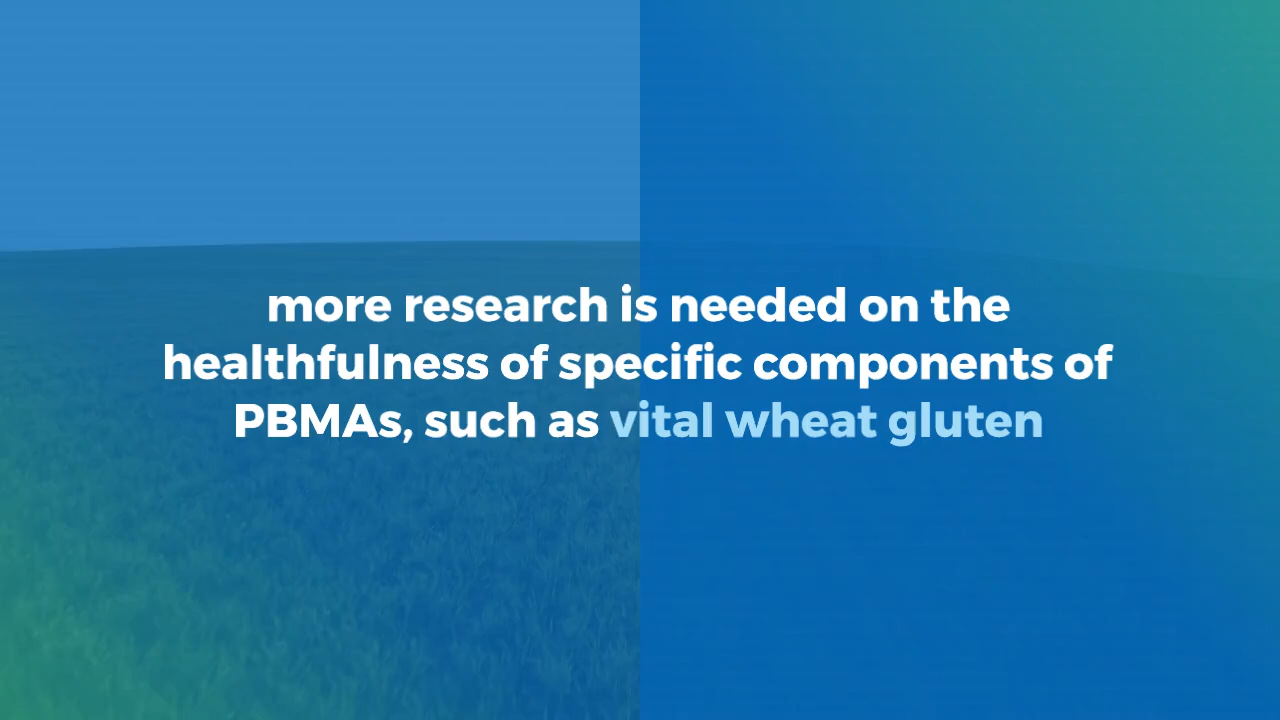 more research is needed on the
healthfulness of specific components of
PBMAs, such as vital wheat gluten